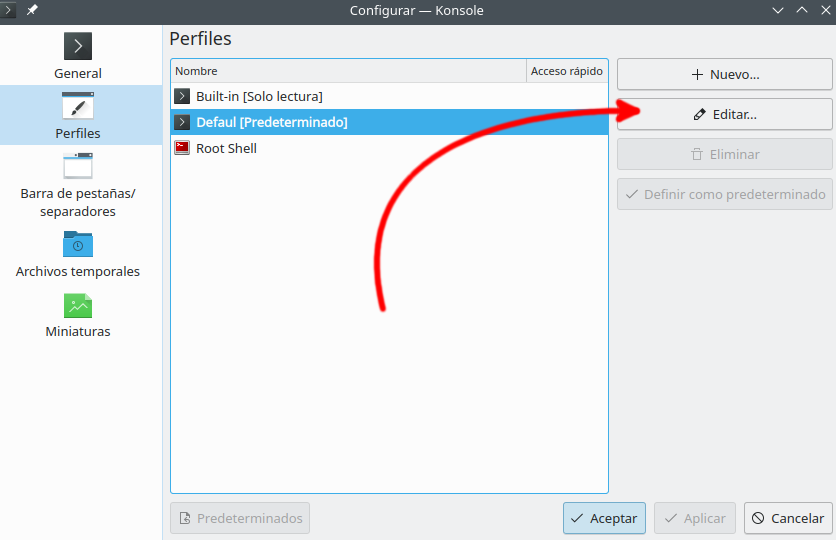 Configurar — Konsole
General
Perfiles
Barra de pestañas/
separadores
Archivos temporales
Miniaturas
Perfiles
Nombre
Acceso rápido
Built-in [Solo lectura]
Defaul [Predeterminado]
Root Shell
Nuevo...
Editar...
Eliminar
Definir como predeterminado
Predeterminados
Aceptar
Aplicar
Cancelar